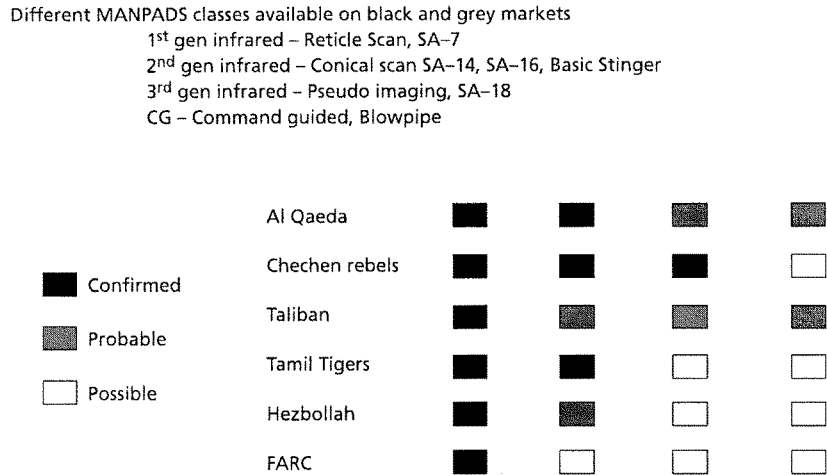 Different MANPADS classes available on black and grey markets
1st gen infrared – Reticle Scan, SA–7
2nd gen infrared – Conical scan SA–14, SA–16, Basic Stinger
3rd gen infrared – Pseudo imaging, SA–18
CG – Command guided, Blowpipe
Al Qaeda
Chechen rebels
Confirmed
Taliban
Probable
Tamil Tigers
Possible
Hezbollah
FARC